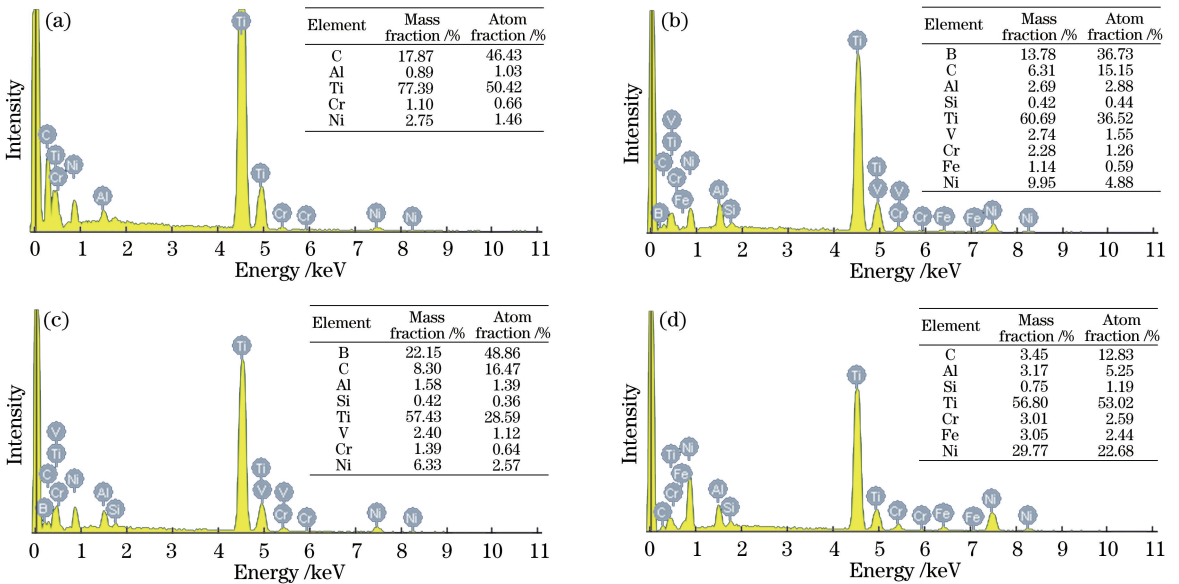 (a)
Element Mass fraction /% Atom fraction /%
C 17.87 46.43
Al 0.89 1.03
Ti 77.39 50.42
Cr 1.10 0.66
Ni 2.75 1.46
Intensity
Ti
C
Ti
Cr
Ni
Al
Ti
Cr
Cr
Ni
Ni
0 1 2 3 4 5 6 7 8 9 10 11
Energy /keV
(b)
Element Mass fraction /% Atom fraction /%
B 13.78 36.73
C 6.31 15.15
Al 2.69 2.88
Si 0.42 0.44
Ti 60.69 36.52
V 2.74 1.55
Cr 2.28 1.26
Fe 1.14 0.59
Ni 9.95 4.88
Intensity
Ti
V
Ti
C
Ni
Cr
Fe
B
Al
Si
Ti
V
V
Cr
Cr
Fe
Fe
Ni
Ni
0 1 2 3 4 5 6 7 8 9 10 11
Energy /keV
(c)
Element Mass fraction /% Atom fraction /%
B 22.15 48.86
C 8.30 16.47
Al 1.58 1.39
Si 0.42 0.36
Ti 57.43 28.59
V 2.40 1.12
Cr 1.39 0.64
Ni 6.33 2.57
Intensity
Ti
V
Ti
C
Ni
Cr
B
Al
Si
Ti
V
V
Cr
Cr
Ni
Ni
0 1 2 3 4 5 6 7 8 9 10 11
Energy /keV
(d)
Element Mass fraction /% Atom fraction /%
C 3.45 12.83
Al 3.17 5.25
Si 0.75 1.19
Ti 56.80 53.02
Cr 3.01 2.59
Fe 3.05 2.44
Ni 29.77 22.68
Intensity
Ti
Ni
Ti
Fe
Cr
C
Al
Si
Ti
Cr
Cr
Fe
Fe
Ni
Ni
0 1 2 3 4 5 6 7 8 9 10 11
Energy /keV